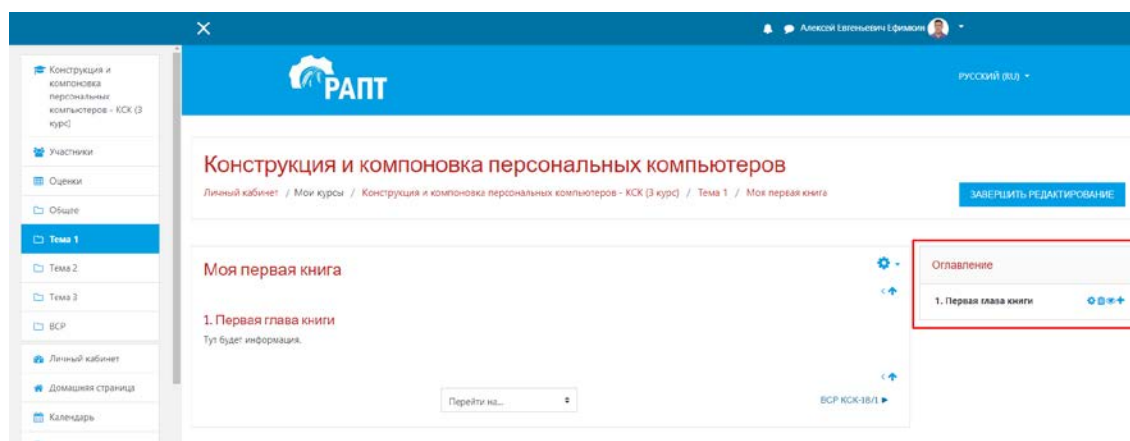 Алексей Евгеньевич Ефимкин
РАПТ
РУССКИЙ (RU)
Конструкция и
компоновка
персональных
компьютеров - КСК (3
курс)
Участники
Оценки
Общее
Тема 1
Тема 2
Тема 3
ВСР
Личный кабинет
Домашняя страница
Календарь
Конструкция и компоновка персональных компьютеров
Личный кабинет / Мои курсы / Конструкция и компоновка персональных компьютеров - КСК (3 курс) / Тема 1 / Моя первая книга
ЗАВЕРШИТЬ РЕДАКТИРОВАНИЕ
Моя первая книга
1. Первая глава книги
Тут будет информация.
Перейти на...
ВСР КСК-18/1 ►
Оглавление
1. Первая глава книги